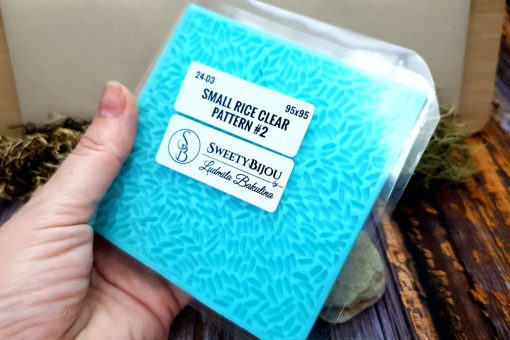 24-03
95x95
SMALL RICE CLEAR
PATTERN #2
SB
SWEETYBIJOU
by
Ludmila Bakulina